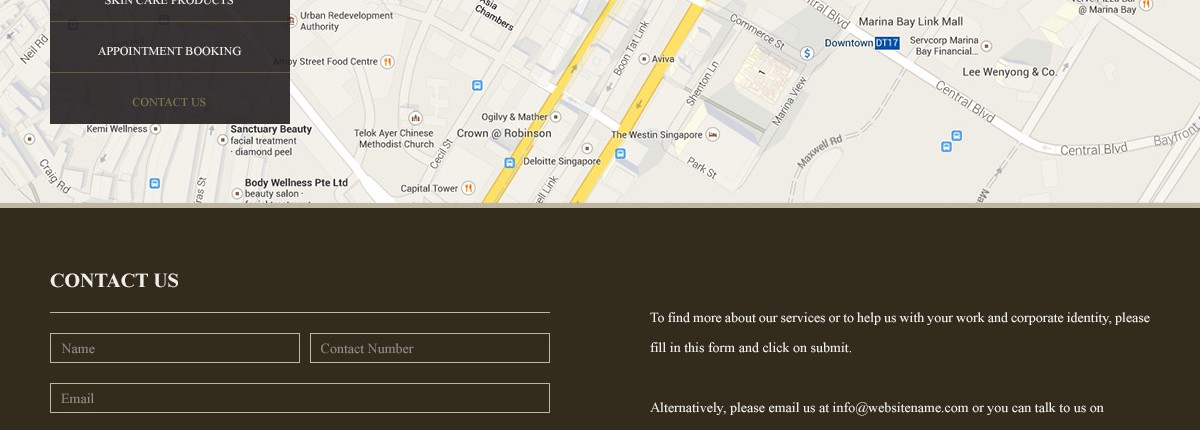 SKIN CARE PRODUCTS
APPOINTMENT BOOKING
CONTACT US
Neil Rd
Urban Redevelopment
Authority
Amoy Street Food Centre
Asia
Chambers
Kemi Wellness
Sanctuary Beauty
facial treatment
· diamond peel
Craig Rd
Body Wellness Pte Ltd
beauty salon ·
Telok Ayer Chinese
Methodist Church
Cecil St
Capital Tower
Ogilvy & Mather
Crown @ Robinson
Deloitte Singapore
Boon Tat Link
Aviva
Shenton Ln
The Westin Singapore
Park St
Commerce St
Marina View
Maxwell Rd
Marina Bay Link Mall
Downtown DT17
Servcorp Marina
Bay Financial...
Lee Wenyong & Co.
@ Marina Bay
Central Blvd
Central Blvd
Bayfront
CONTACT US
Name
Contact Number
Email
To find more about our services or to help us with your work and corporate identity, please
fill in this form and click on submit.
Alternatively, please email us at info@websitename.com or you can talk to us on